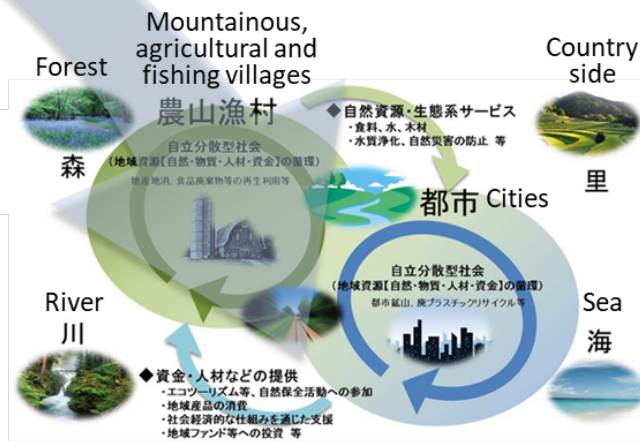 Mountainous,
agricultural and
fishing villages
Forest
Country
side
農山漁村
◆自然資源・生態系サービス
・食料、水、木材
・水質浄化、自然災害の防止 等
森
自立分散型社会
(地域資源【自然・物質・人材・資金】の循環)
地産地消、食品廃棄物等の再生利用等
里
都市 Cities
自立分散型社会
(地域資源【自然・物質・人材・資金】の循環)
都市鉱山、廃プラスチックリサイクル等
River
川
Sea
海
◆資金・人材などの提供
・エコツーリズム等、自然保全活動への参加
・地域産品の消費
・社会経済的な仕組みを通じた支援
・地域ファンド等への投資 等